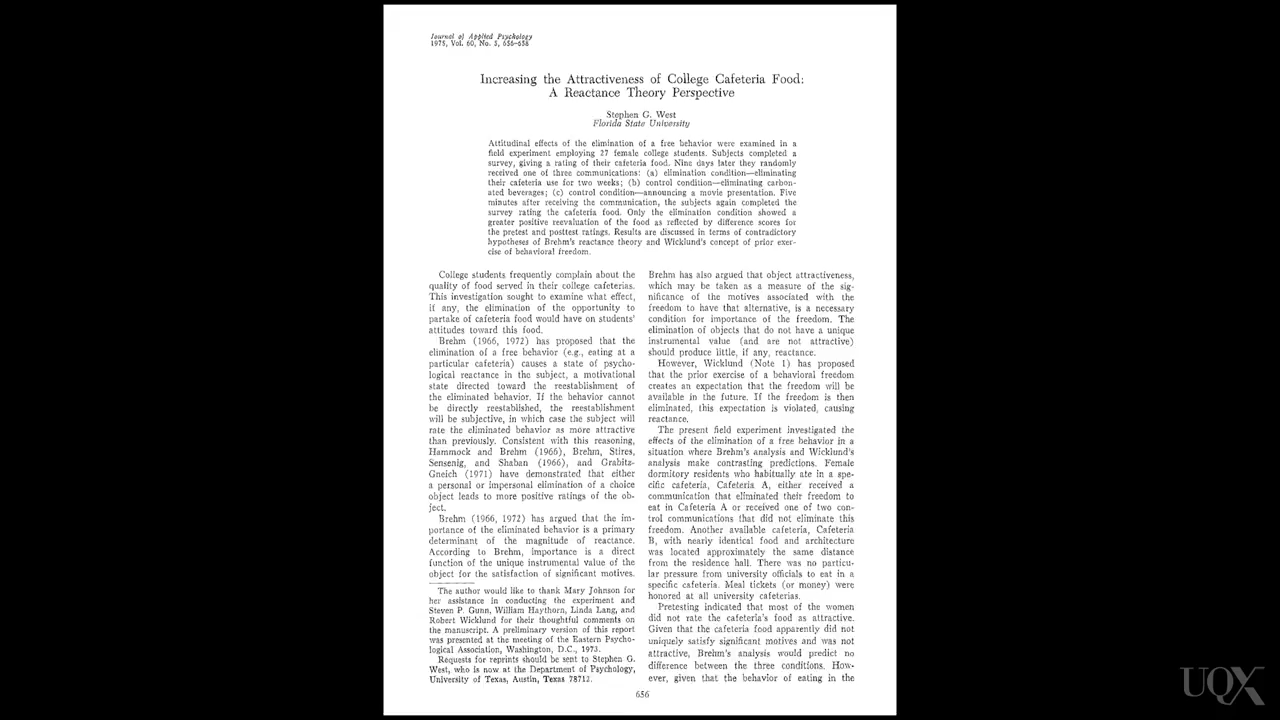 Journal of Applied Psychology
1975, Vol. 60, No. 5, 656-658
Increasing the Attractiveness of College Cafeteria Food:
A Reactance Theory Perspective
Stephen G. West
Florida State University
Attitudinal effects of the elimination of a free behavior were examined in a
field experiment employing 27 female college students. Subjects completed a
survey, giving a rating of their cafeteria food. Nine days later they randomly
received one of three communications: (a) elimination condition—eliminating
their cafeteria use for two weeks; (b) control condition—eliminating carbon-
ated beverages; (c) control condition—announcing a movie presentation. Five
minutes after receiving the communication, the subjects again completed the
survey rating the cafeteria food. Only the elimination condition showed a
greater positive reevaluation of the food as reflected by difference scores for
the pretest and posttest ratings. Results are discussed in terms of contradictory
hypotheses of Brehm's reactance theory and Wicklund's concept of prior exer-
cise of behavioral freedom.
College students frequently complain about the
quality of food served in their college cafeterias.
This investigation sought to examine what effect,
if any, the elimination of the opportunity to
partake of cafeteria food would have on students'
attitudes toward this food.
Brehm (1966, 1972) has proposed that the
elimination of a free behavior (e.g., eating at a
particular cafeteria) causes a state of psycho-
logical reactance in the subject, a motivational
state directed toward the reestablishment of
the eliminated behavior. If the behavior cannot
be directly reestablished, the reestablishment
will be subjective, in which case the subject will
rate the eliminated behavior as more attractive
than previously. Consistent with this reasoning,
Hammock and Brehm (1966), Brehm, Stires,
Sensenig, and Shaban (1966), and Grabitz-
Gneich (1971) have demonstrated that either
a personal or impersonal elimination of a choice
object leads to more positive ratings of the ob-
ject.
Brehm (1966, 1972) has argued that the im-
portance of the eliminated behavior is a primary
determinant of the magnitude of reactance.
According to Brehm, importance is a direct
function of the unique instrumental value of the
object for the satisfaction of significant motives.
The author would like to thank Mary Johnson for
her assistance in conducting the experiment and
Steven P. Gunn, William Haythorn, Linda Lang, and
Robert Wicklund for their thoughtful comments on
the manuscript. A preliminary version of this report
was presented at the meeting of the Eastern Psycho-
logical Association, Washington, D.C., 1973.
Requests for reprints should be sent to Stephen G.
West, who is now at the Department of Psychology,
University of Texas, Austin, Texas 78712.
Brehm has also argued that object attractiveness,
which may be taken as a measure of the sig-
nificance of the motives associated with the
freedom to have that alternative, is a necessary
condition for importance of the freedom. The
elimination of objects that do not have a unique
instrumental value (and are not attractive)
should produce little, if any, reactance.
However, Wicklund (Note 1) has proposed
that the prior exercise of a behavioral freedom
creates an expectation that the freedom will be
available in the future. If the freedom is then
eliminated, this expectation is violated, causing
reactance.
The present field experiment investigated the
effects of the elimination of a free behavior in a
situation where Brehm's analysis and Wicklund's
analysis make contrasting predictions. Female
dormitory residents who habitually ate in a spe-
cific cafeteria, Cafeteria A, either received a
communication that eliminated their freedom to
eat in Cafeteria A or received one of two con-
trol communications that did not eliminate this
freedom. Another available cafeteria, Cafeteria
B, with nearly identical food and architecture
was located approximately the same distance
from the residence hall. There was no particu-
lar pressure from university officials to eat in a
specific cafeteria. Meal tickets (or money) were
honored at all university cafeterias.
Pretesting indicated that most of the women
did not rate the cafeteria's food as attractive.
Given that the cafeteria food apparently did not
uniquely satisfy significant motives and was not
attractive, Brehm's analysis would predict no
difference between the three conditions. How-
ever, given that the behavior of eating in the
656
UQX